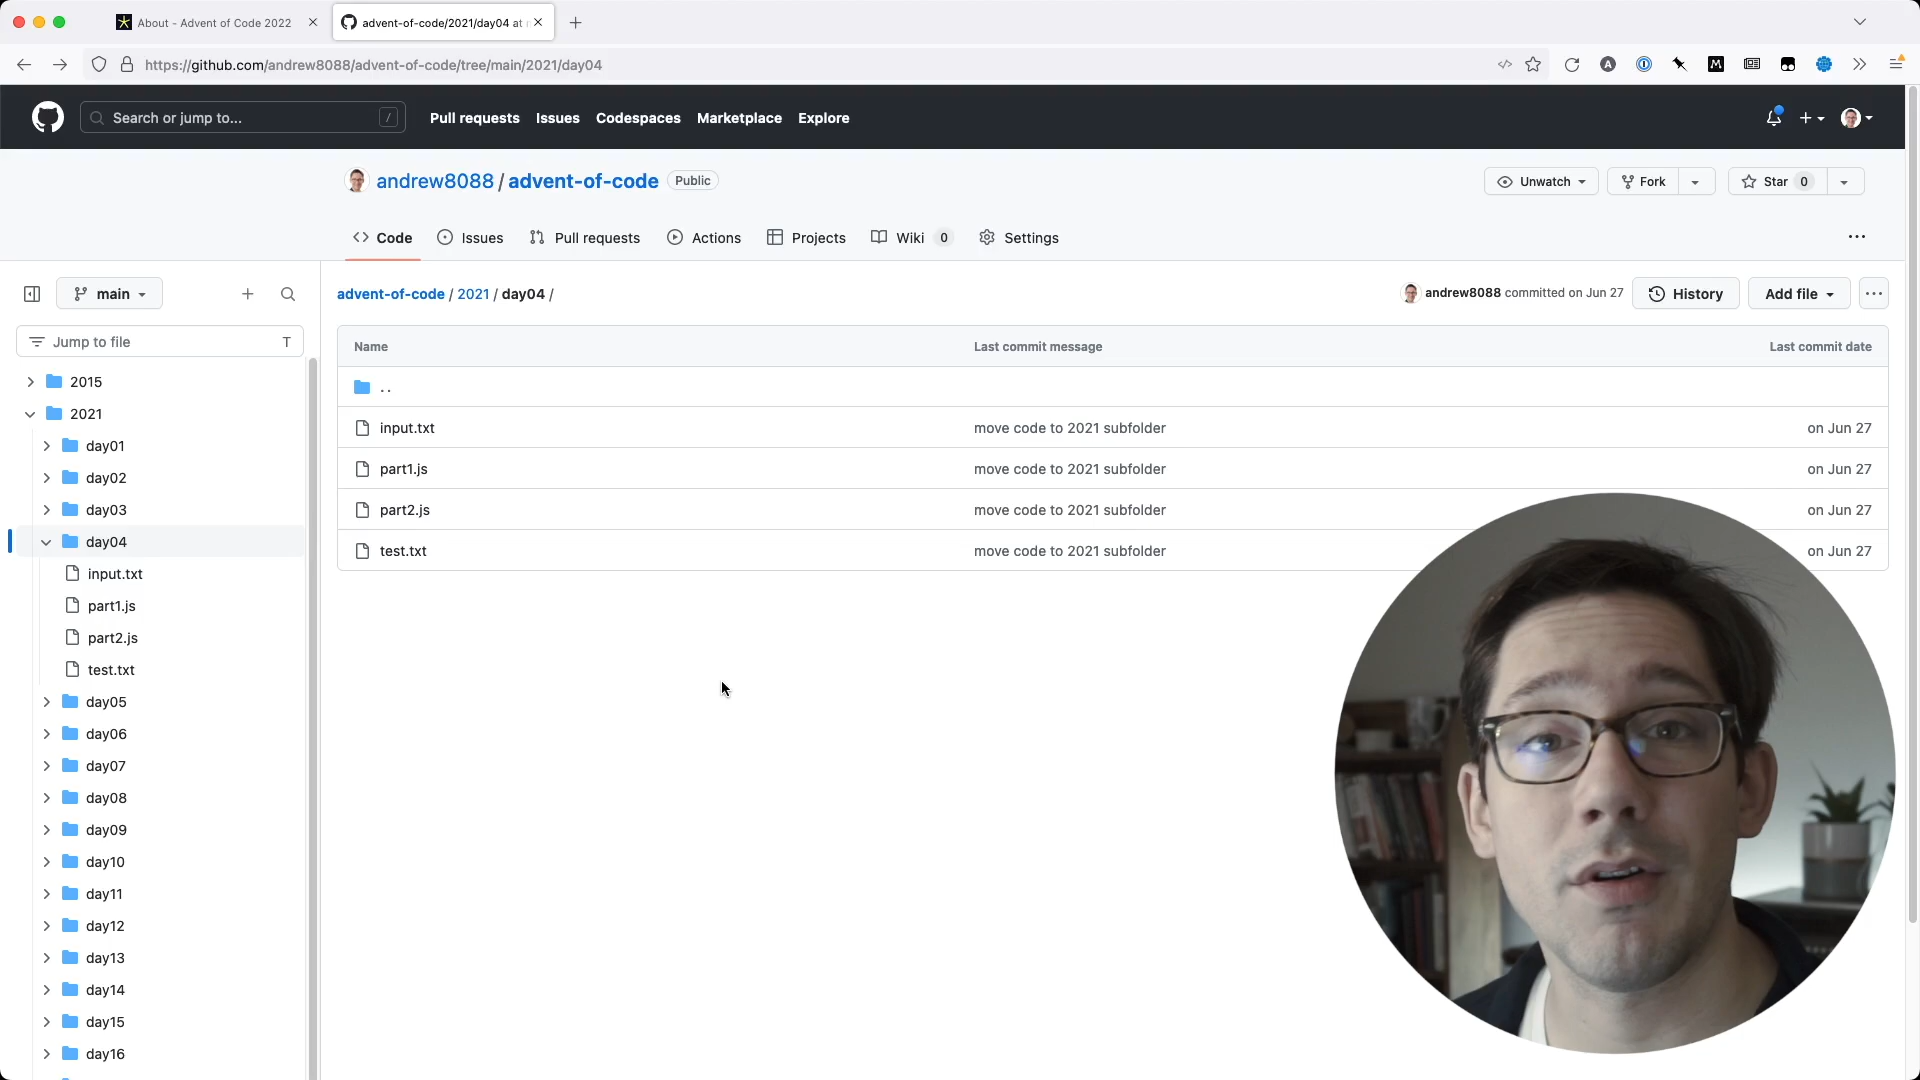 About - Advent of Code 2022
advent-of-code/2021/day04 at
https://github.com/andrew8088/advent-of-code/tree/main/2021/day04
Search or jump to... /
Pull requests Issues Codespaces Marketplace Explore
andrew8088 / advent-of-code Public
Unwatch Fork Star 0
Code Issues Pull requests Actions Projects Wiki 0 Settings
main
advent-of-code / 2021 / day04 /
andrew8088 committed on Jun 27 History Add file
Jump to file T
Name Last commit message Last commit date
. .
input.txt move code to 2021 subfolder on Jun 27
part1.js move code to 2021 subfolder on Jun 27
part2.js move code to 2021 subfolder on Jun 27
test.txt move code to 2021 subfolder on Jun 27
2015
2021
day01
day02
day03
day04
input.txt
part1.js
part2.js
test.txt
day05
day06
day07
day08
day09
day10
day11
day12
day13
day14
day15
day16